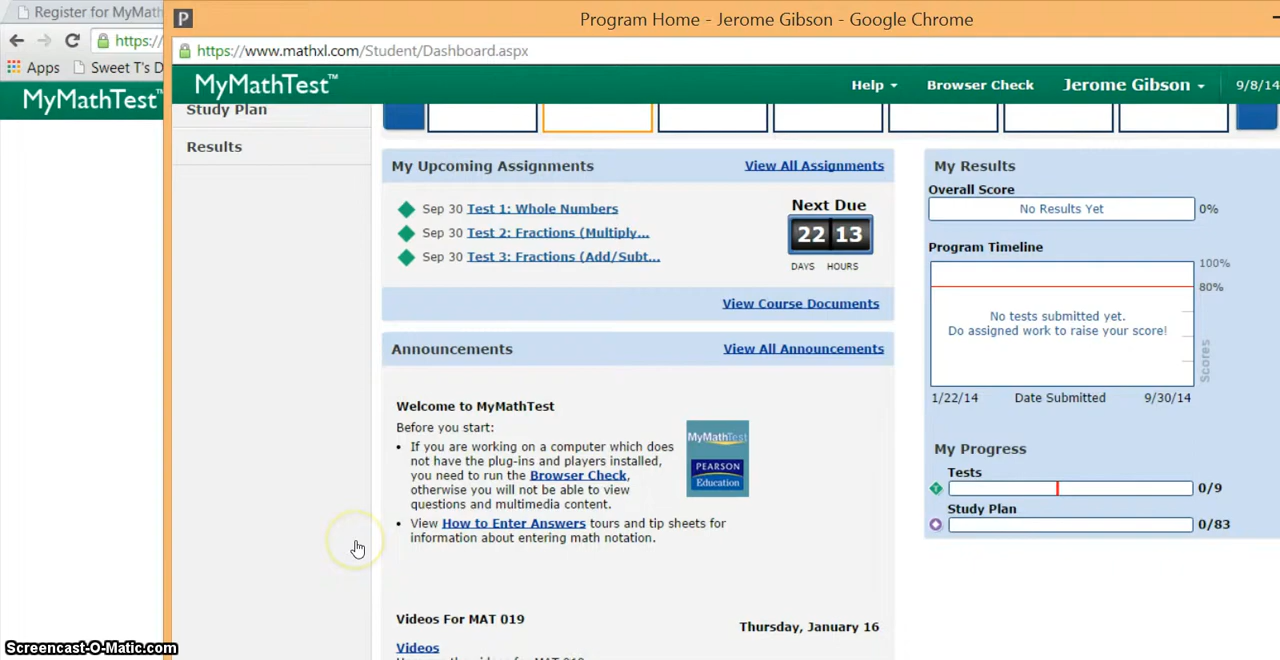 Register for MyMath
P Program Home - Jerome Gibson - Google Chrome
https://
https://www.mathxl.com/Student/Dashboard.aspx
Apps Sweet T's D
MyMathTest™
MyMathTest™ Help Browser Check Jerome Gibson 9/8/14
Study Plan
Results
My Upcoming Assignments View All Assignments
Sep 30 Test 1: Whole Numbers
Sep 30 Test 2: Fractions (Multiply...
Sep 30 Test 3: Fractions (Add/Subt...
Next Due
22 13
DAYS HOURS
View Course Documents
My Results
Overall Score
No Results Yet 0%
Program Timeline
100%
80%
No tests submitted yet.
Do assigned work to raise your score!
Scores
1/22/14 Date Submitted 9/30/14
My Progress
Tests
0/9
Study Plan
0/83
Announcements View All Announcements
Welcome to MyMathTest
Before you start:
• If you are working on a computer which does
not have the plug-ins and players installed,
you need to run the Browser Check,
otherwise you will not be able to view
questions and multimedia content.
• View How to Enter Answers tours and tip sheets for
information about entering math notation.
MyMathTest
PEARSON
Education
Videos For MAT 019 Thursday, January 16
Videos
Screencast-O-Matic.com